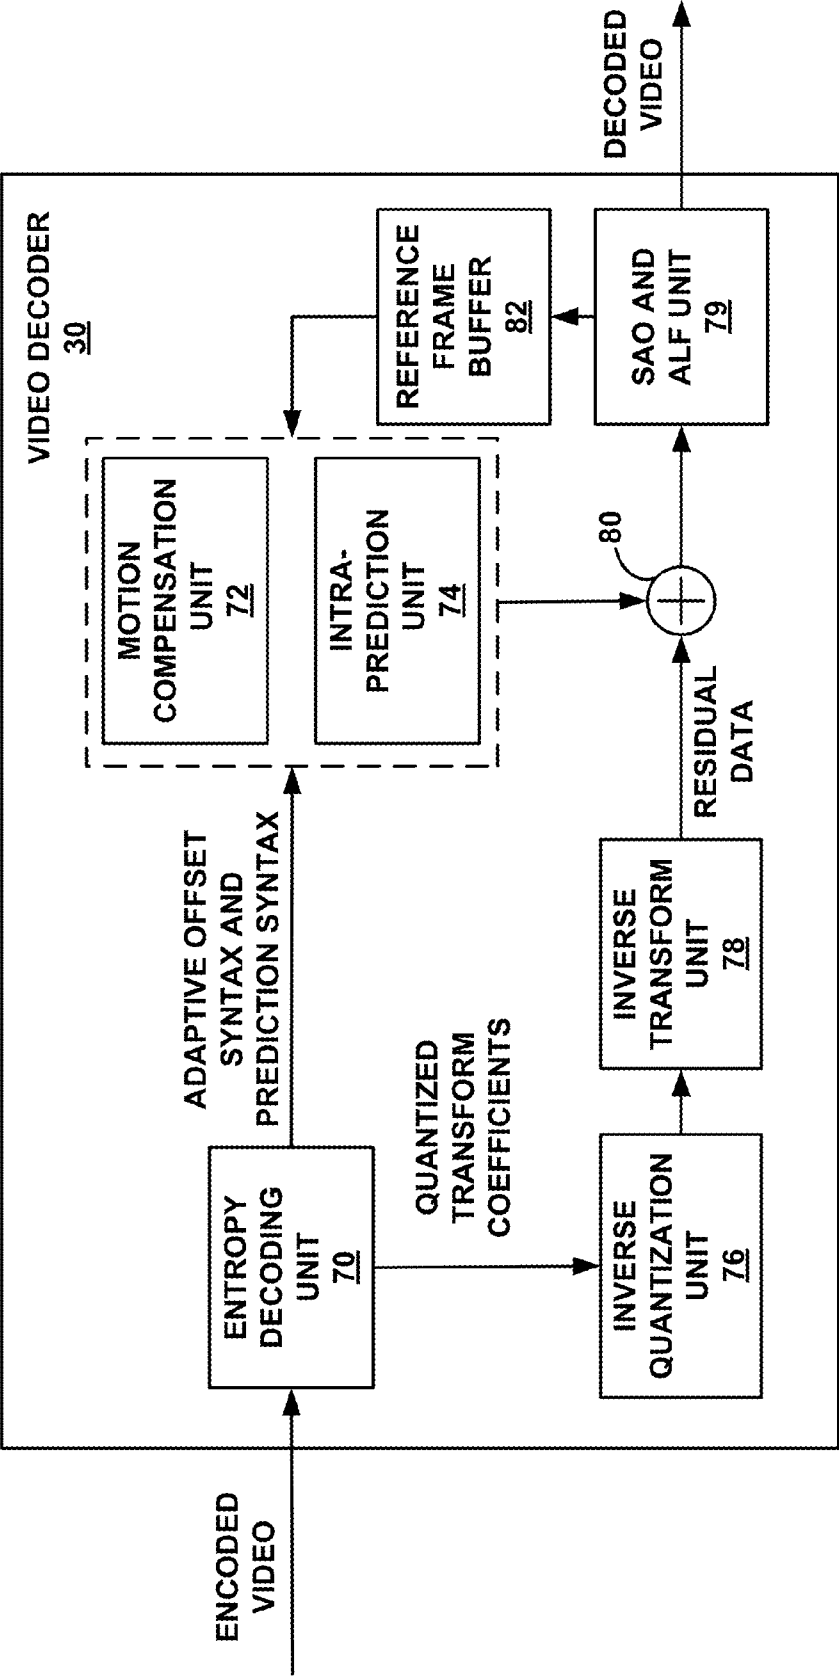 VIDEO DECODER
30
ENCODED
VIDEO
ENTROPY
DECODING
UNIT
70
ADAPTIVE OFFSET
SYNTAX AND
PREDICTION SYNTAX
MOTION
COMPENSATION
UNIT
72
INTRA-
PREDICTION
UNIT
74
REFERENCE
FRAME
BUFFER
82
QUANTIZED
TRANSFORM
COEFFICIENTS
INVERSE
QUANTIZATION
UNIT
76
INVERSE
TRANSFORM
UNIT
78
RESIDUAL
DATA
80
SAO AND
ALF UNIT
79
DECODED
VIDEO